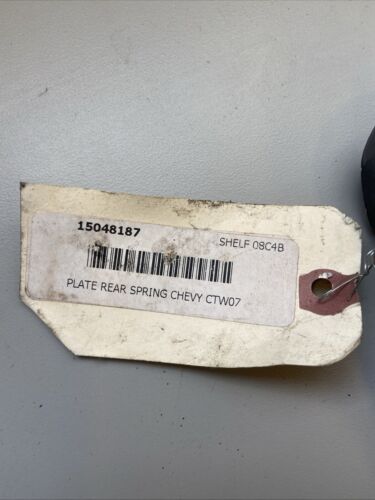 15048187
SHELF 08C4B
PLATE REAR SPRING CHEVY CTW07